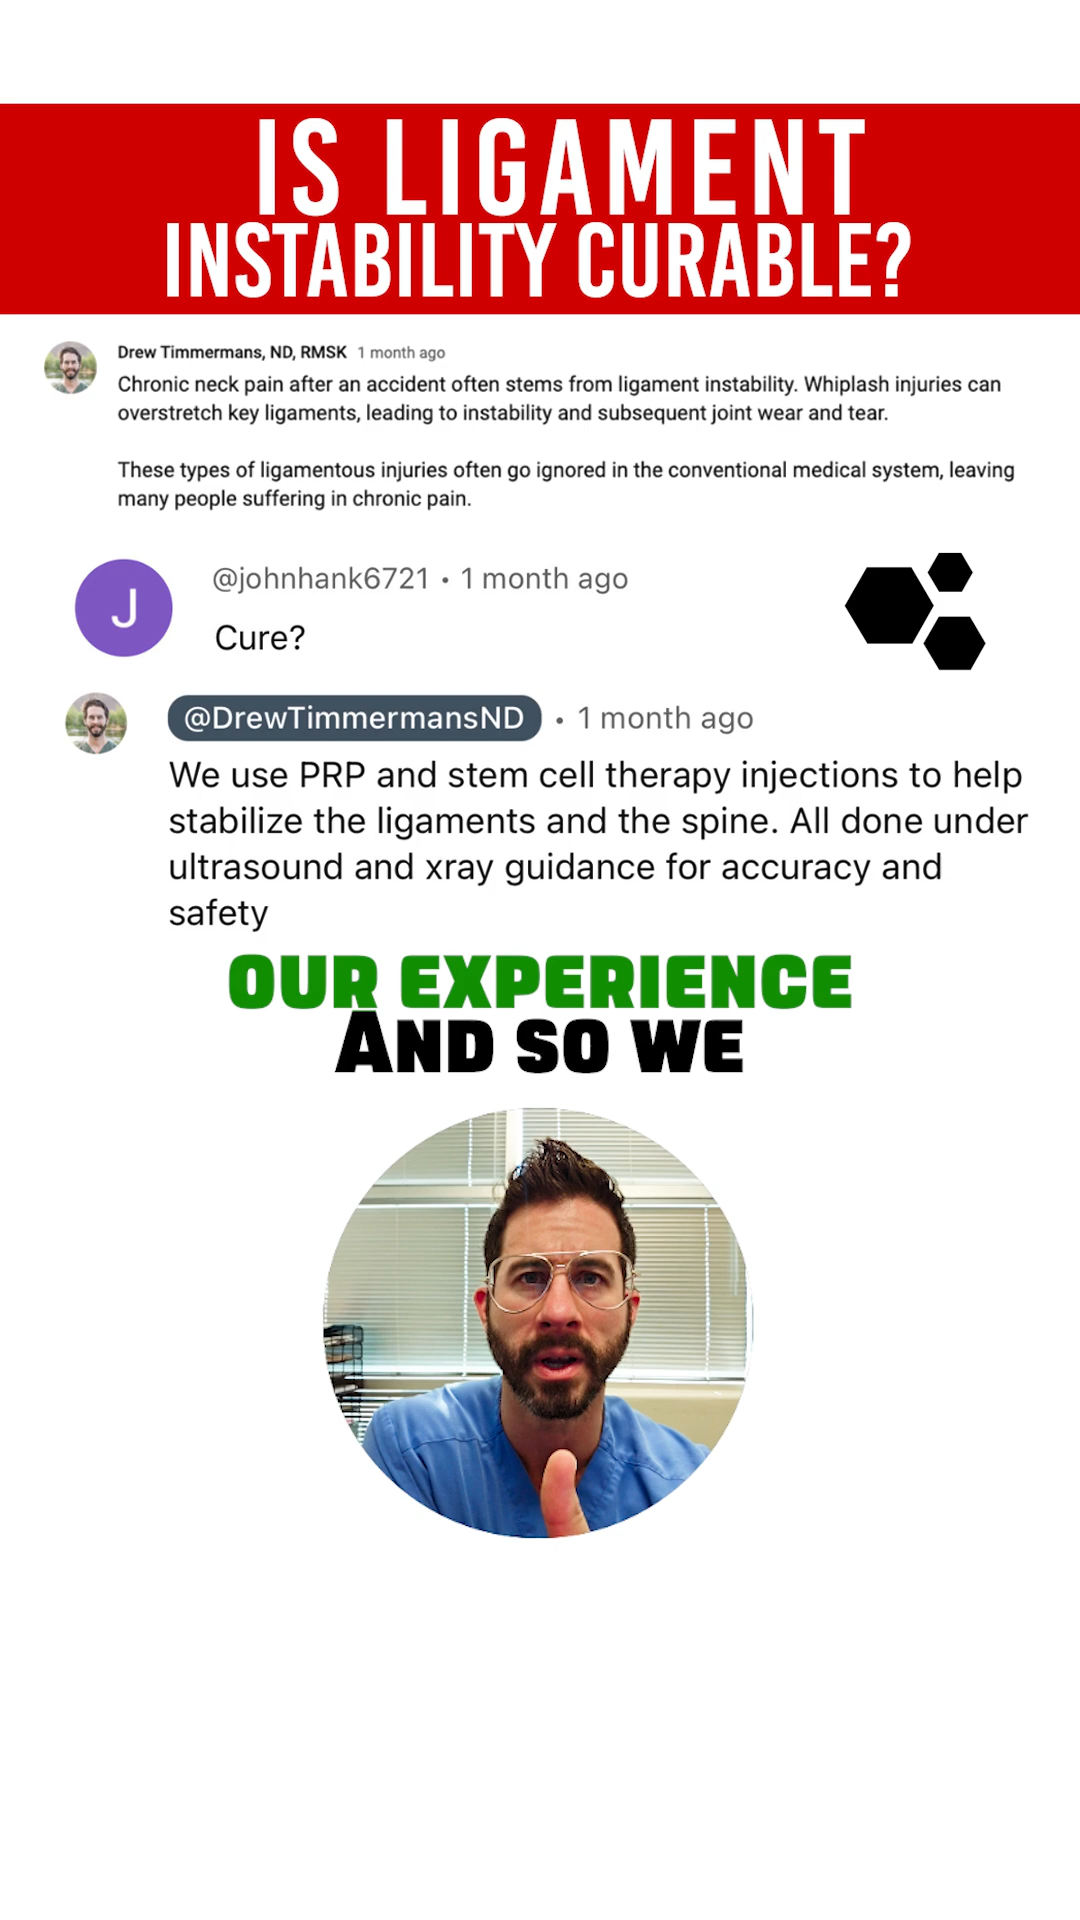 IS LIGAMENT
INSTABILITY CURABLE?
Drew Timmermans, ND, RMSK 1 month ago
Chronic neck pain after an accident often stems from ligament instability. Whiplash injuries can
overstretch key ligaments, leading to instability and subsequent joint wear and tear.
These types of ligamentous injuries often go ignored in the conventional medical system, leaving
many people suffering in chronic pain.
J
@johnhank6721 • 1 month ago
Cure?
@DrewTimmermansND • 1 month ago
We use PRP and stem cell therapy injections to help
stabilize the ligaments and the spine. All done under
ultrasound and xray guidance for accuracy and
safety
OUR EXPERIENCE
AND SO WE